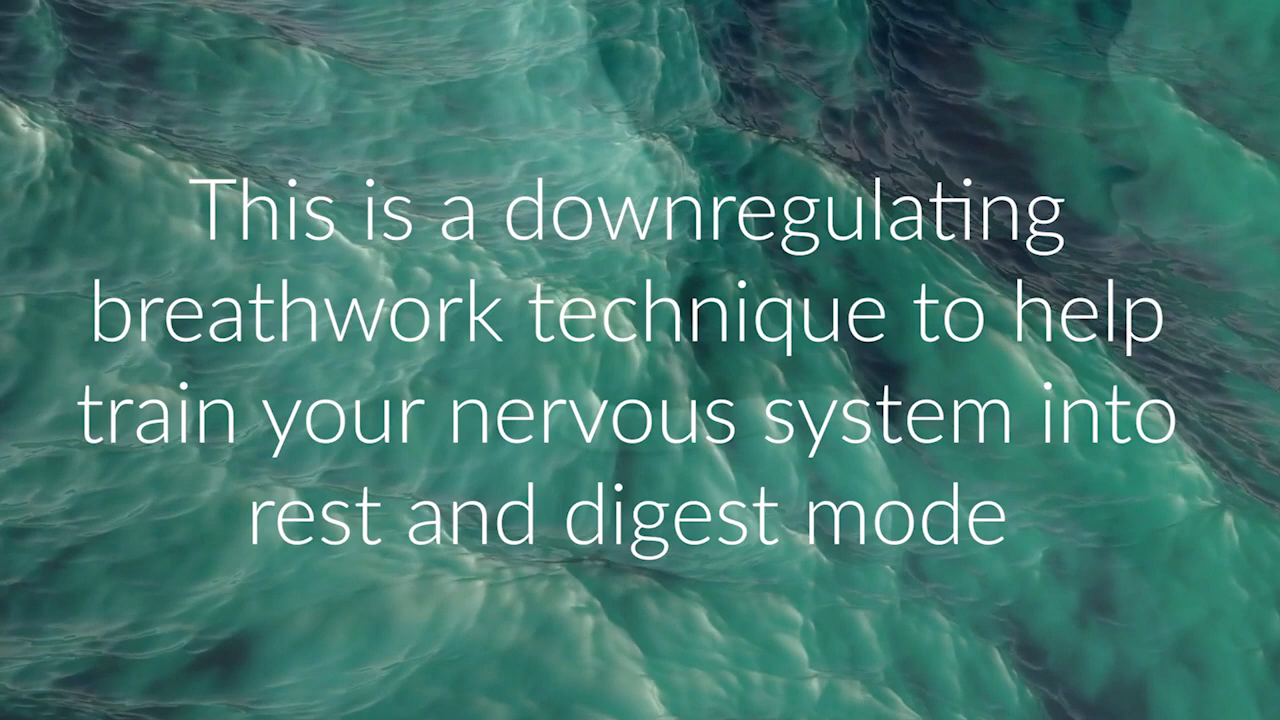 This is a downregulating
breathwork technique to help
train your nervous system into
rest and digest mode